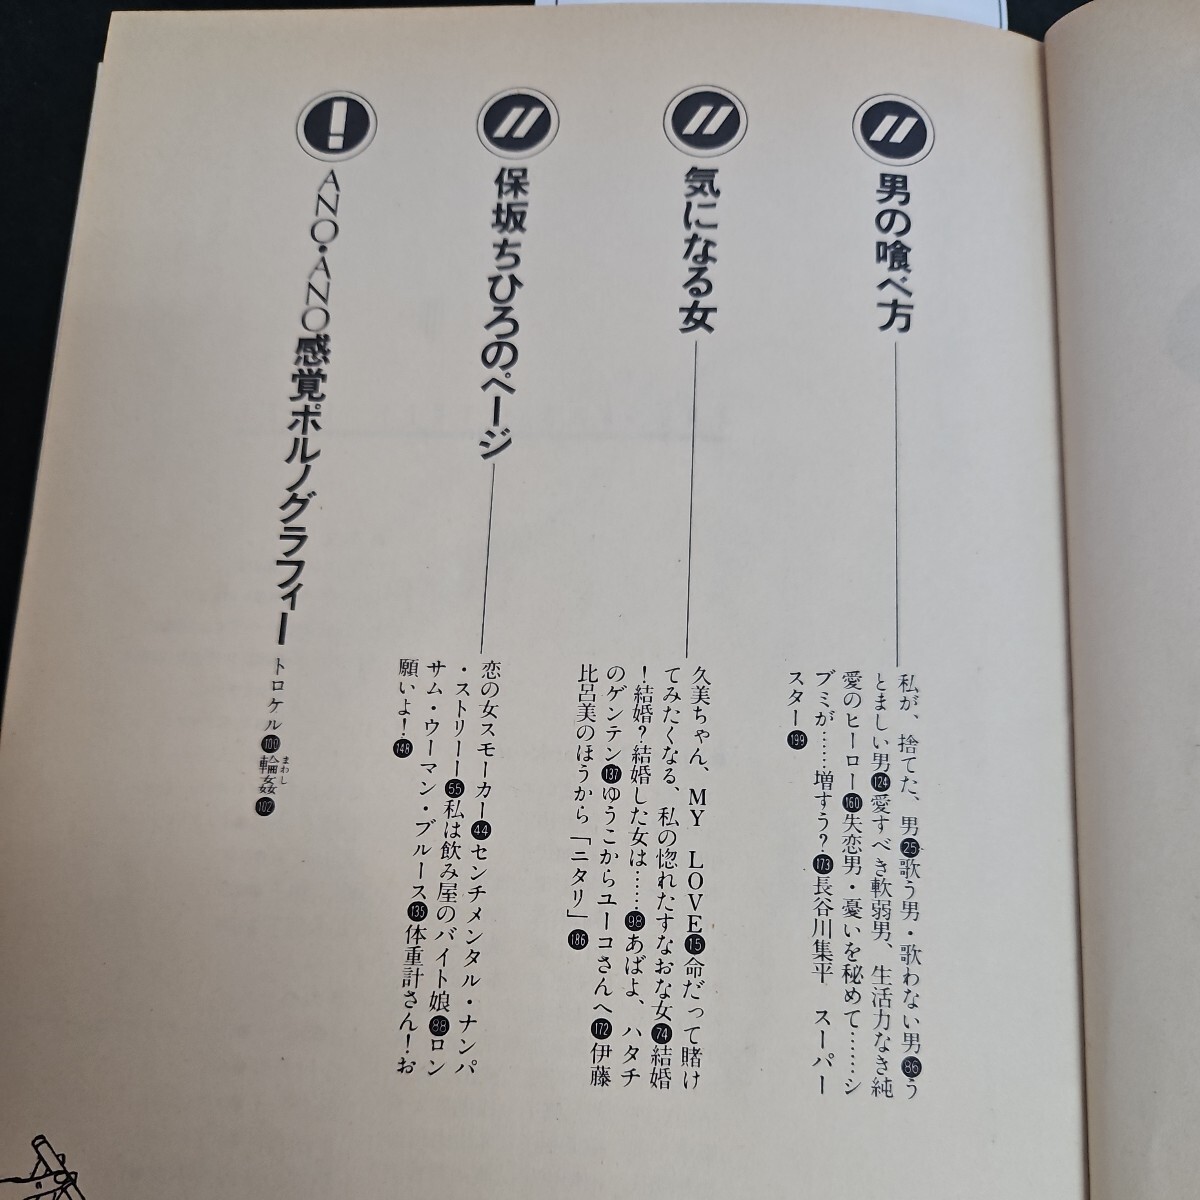 男の喰べ方
私が、捨てた、男25歌う男・歌わない男86う
とましい男124愛すべき軟弱男、生活力なき純
愛のヒーロー160失恋男・憂いを秘めて……シ
ブミが……増すう?173長谷川集平 スーパー
スター199
気になる女
久美ちゃん、MY LOVE15命だって賭け
てみたくなる、私の惚れたすなおな女74結婚
!結婚?結婚した女は……98あばよ、ハタチ
のゲンテン137ゆうこからユーコさんへ172伊藤
比呂美のほうから「ニタリ」186
保坂ちひろのページ
恋の女スモーカー44センチメンタル・ナンパ
・ストリー55私は飲み屋のバイト娘88ロン
サム・ウーマン・ブルース135体重計さん!お
願いよ!148
!
ANO・ANO感覚ポルノグラフィー
トロケル100輪姦102
まわし